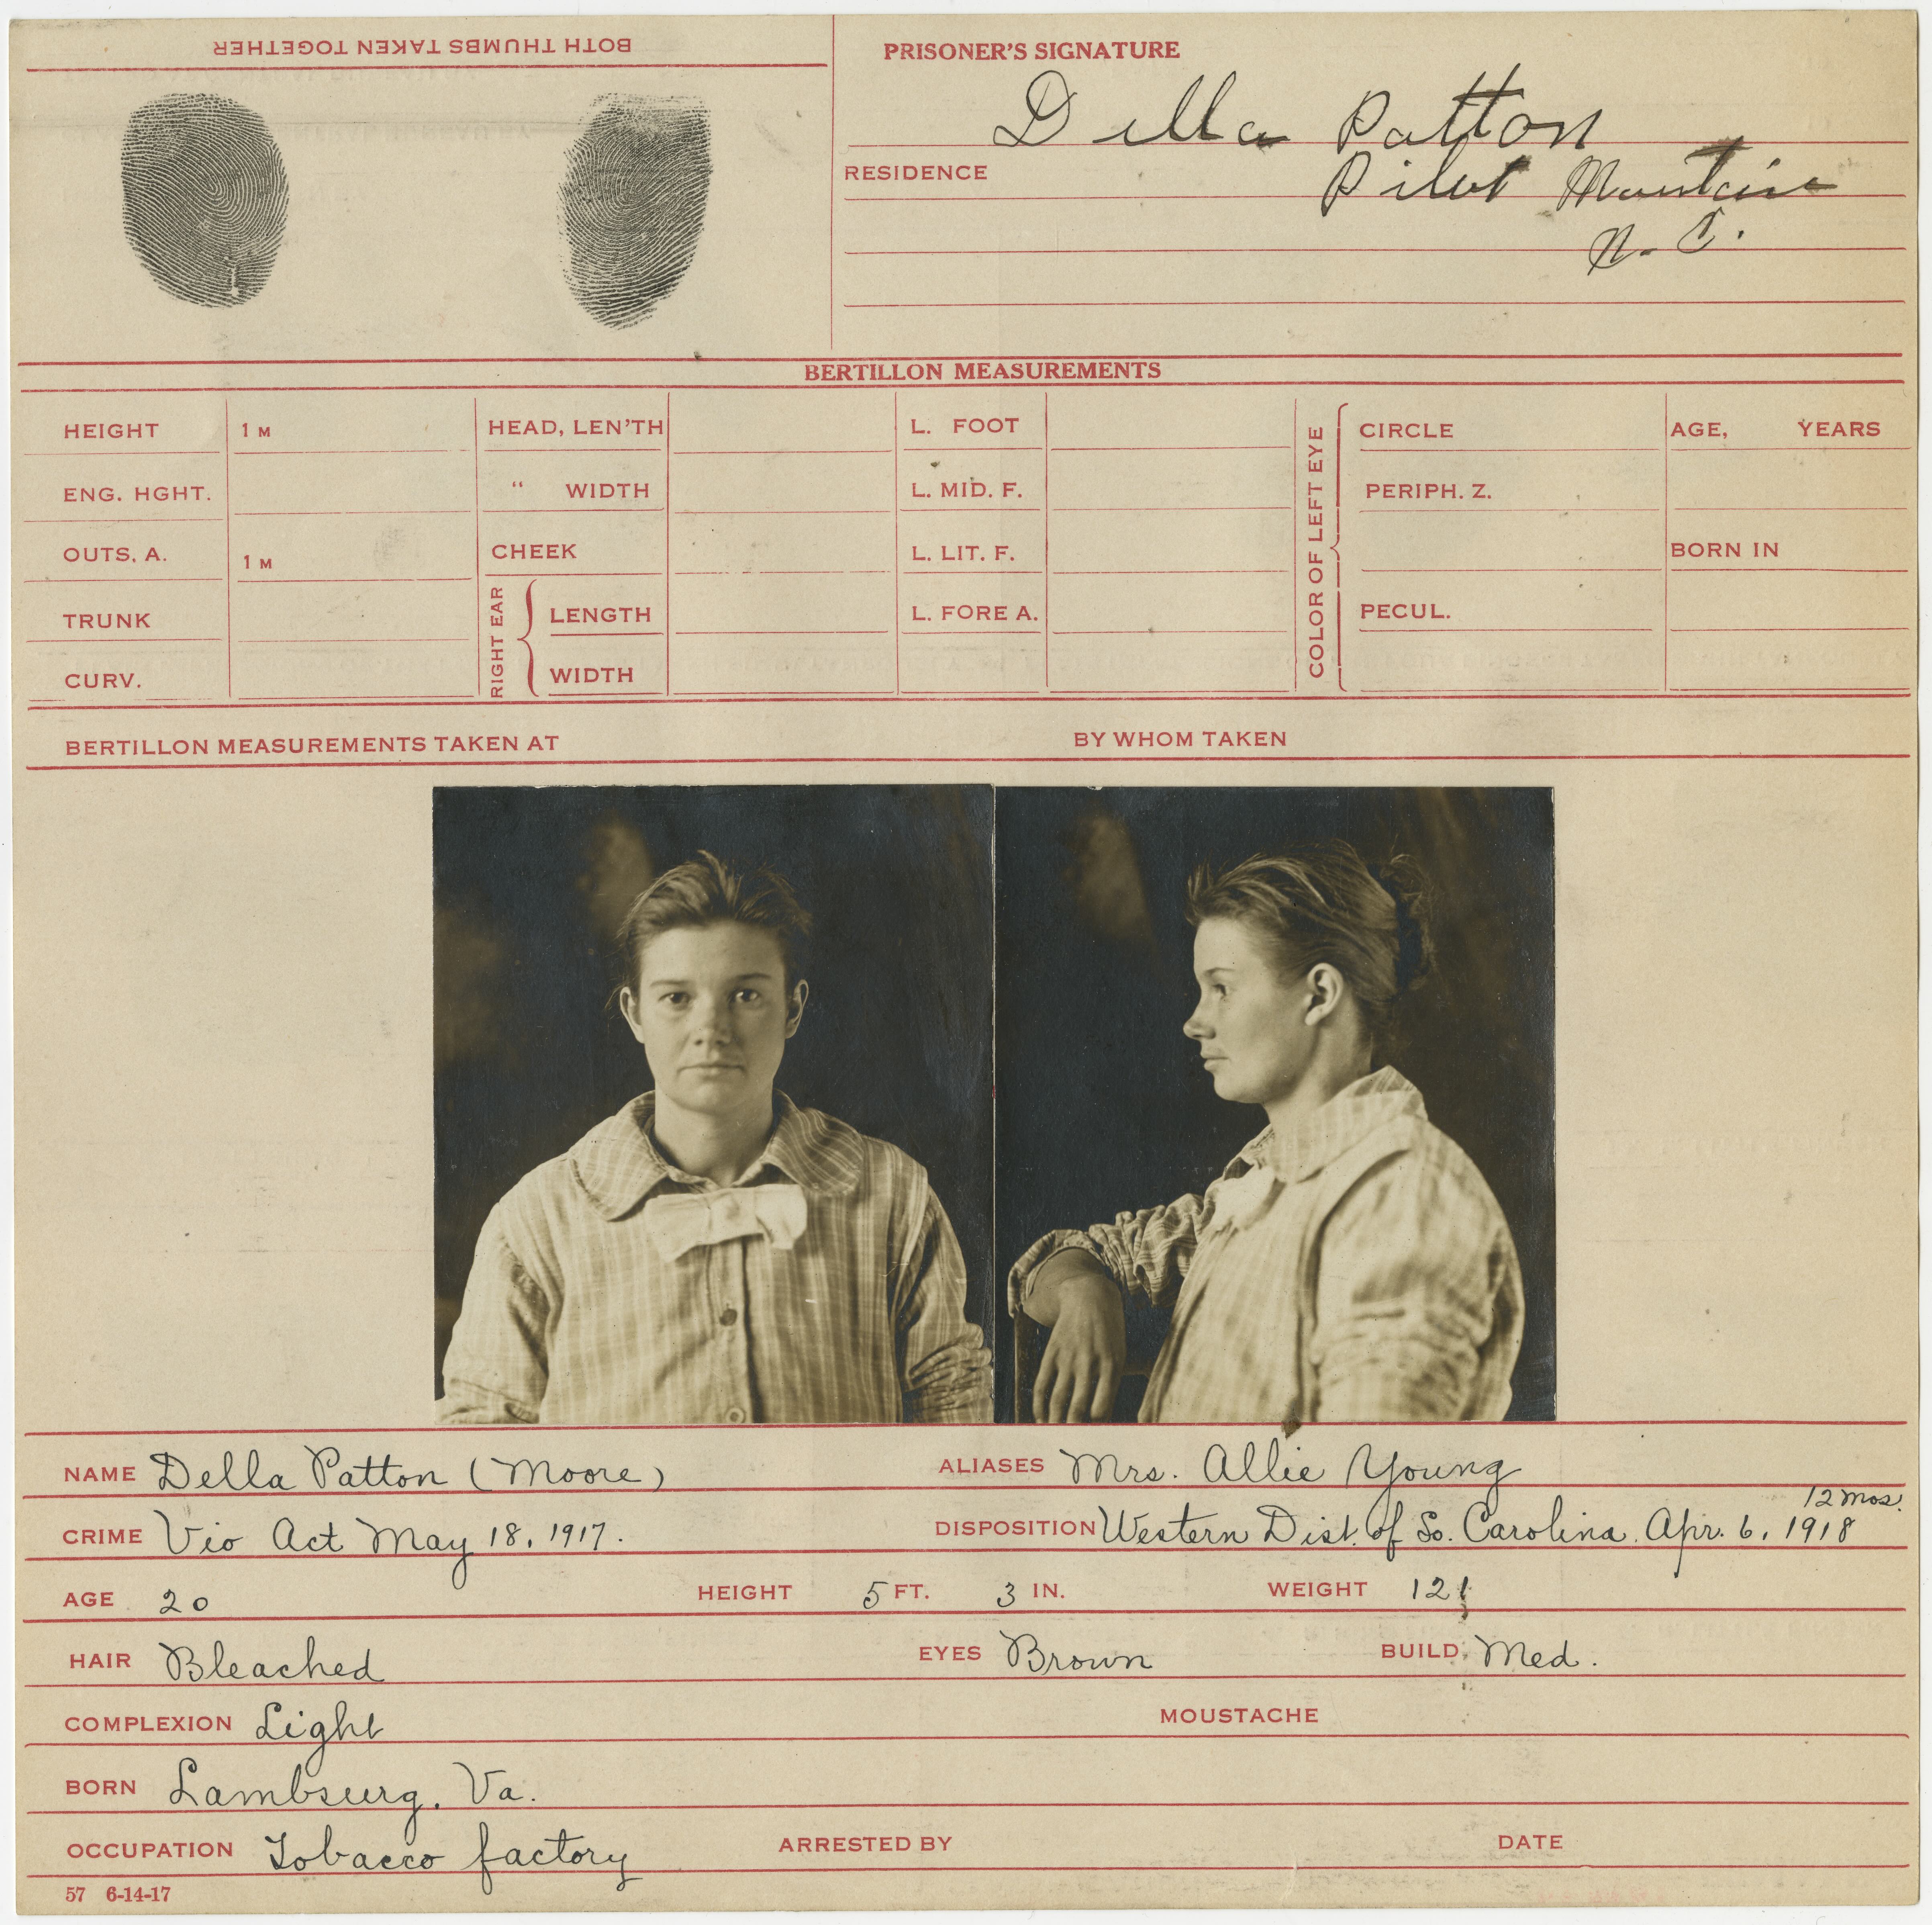 BOTH THUMBS TAKEN TOGETHER
PRISONER'S SIGNATURE
Della Patton
RESIDENCE Pilot Mountain
N. C.
BERTILLON MEASUREMENTS
HEIGHT 1 M HEAD, LEN'TH L. FOOT CIRCLE AGE, YEARS
ENG. HGHT. " WIDTH L. MID. F. PERIPH. Z.
OUTS, A. 1 M CHEEK L. LIT. F. BORN IN
TRUNK LENGTH L. FORE A. PECUL.
CURV. WIDTH
RIGHT EAR
COLOR OF LEFT EYE
BERTILLON MEASUREMENTS TAKEN AT BY WHOM TAKEN
NAME Della Patton (Moore) ALIASES Mrs. Allie Young
12 mos.
CRIME Vio Act May 18, 1917. DISPOSITION Western Dist. of So. Carolina. Apr. 6, 1918
AGE 20 HEIGHT 5 FT. 3 IN. WEIGHT 121
HAIR Bleached EYES Brown BUILD, Med.
COMPLEXION Light MOUSTACHE
BORN Lambsurg. Va.
OCCUPATION Tobacco factory ARRESTED BY DATE
57 6-14-17